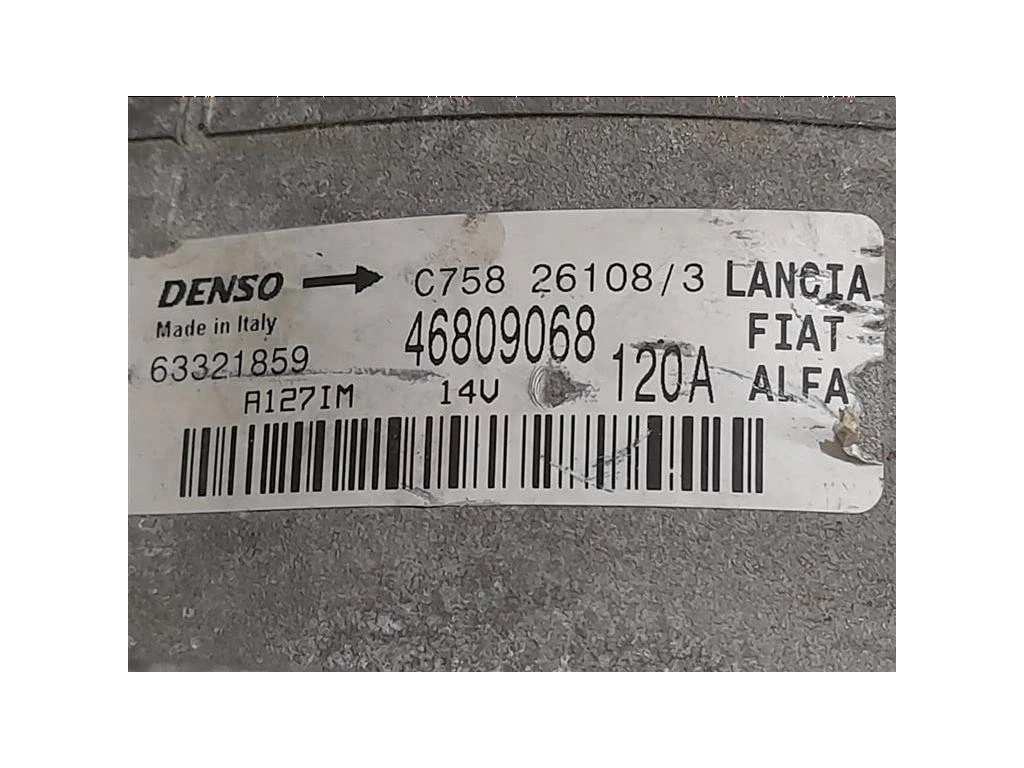 DENSO C758 26108/3 LANCIA
Made in Italy 46809068 FIAT
63321859 120A ALFA
A127IM 14V